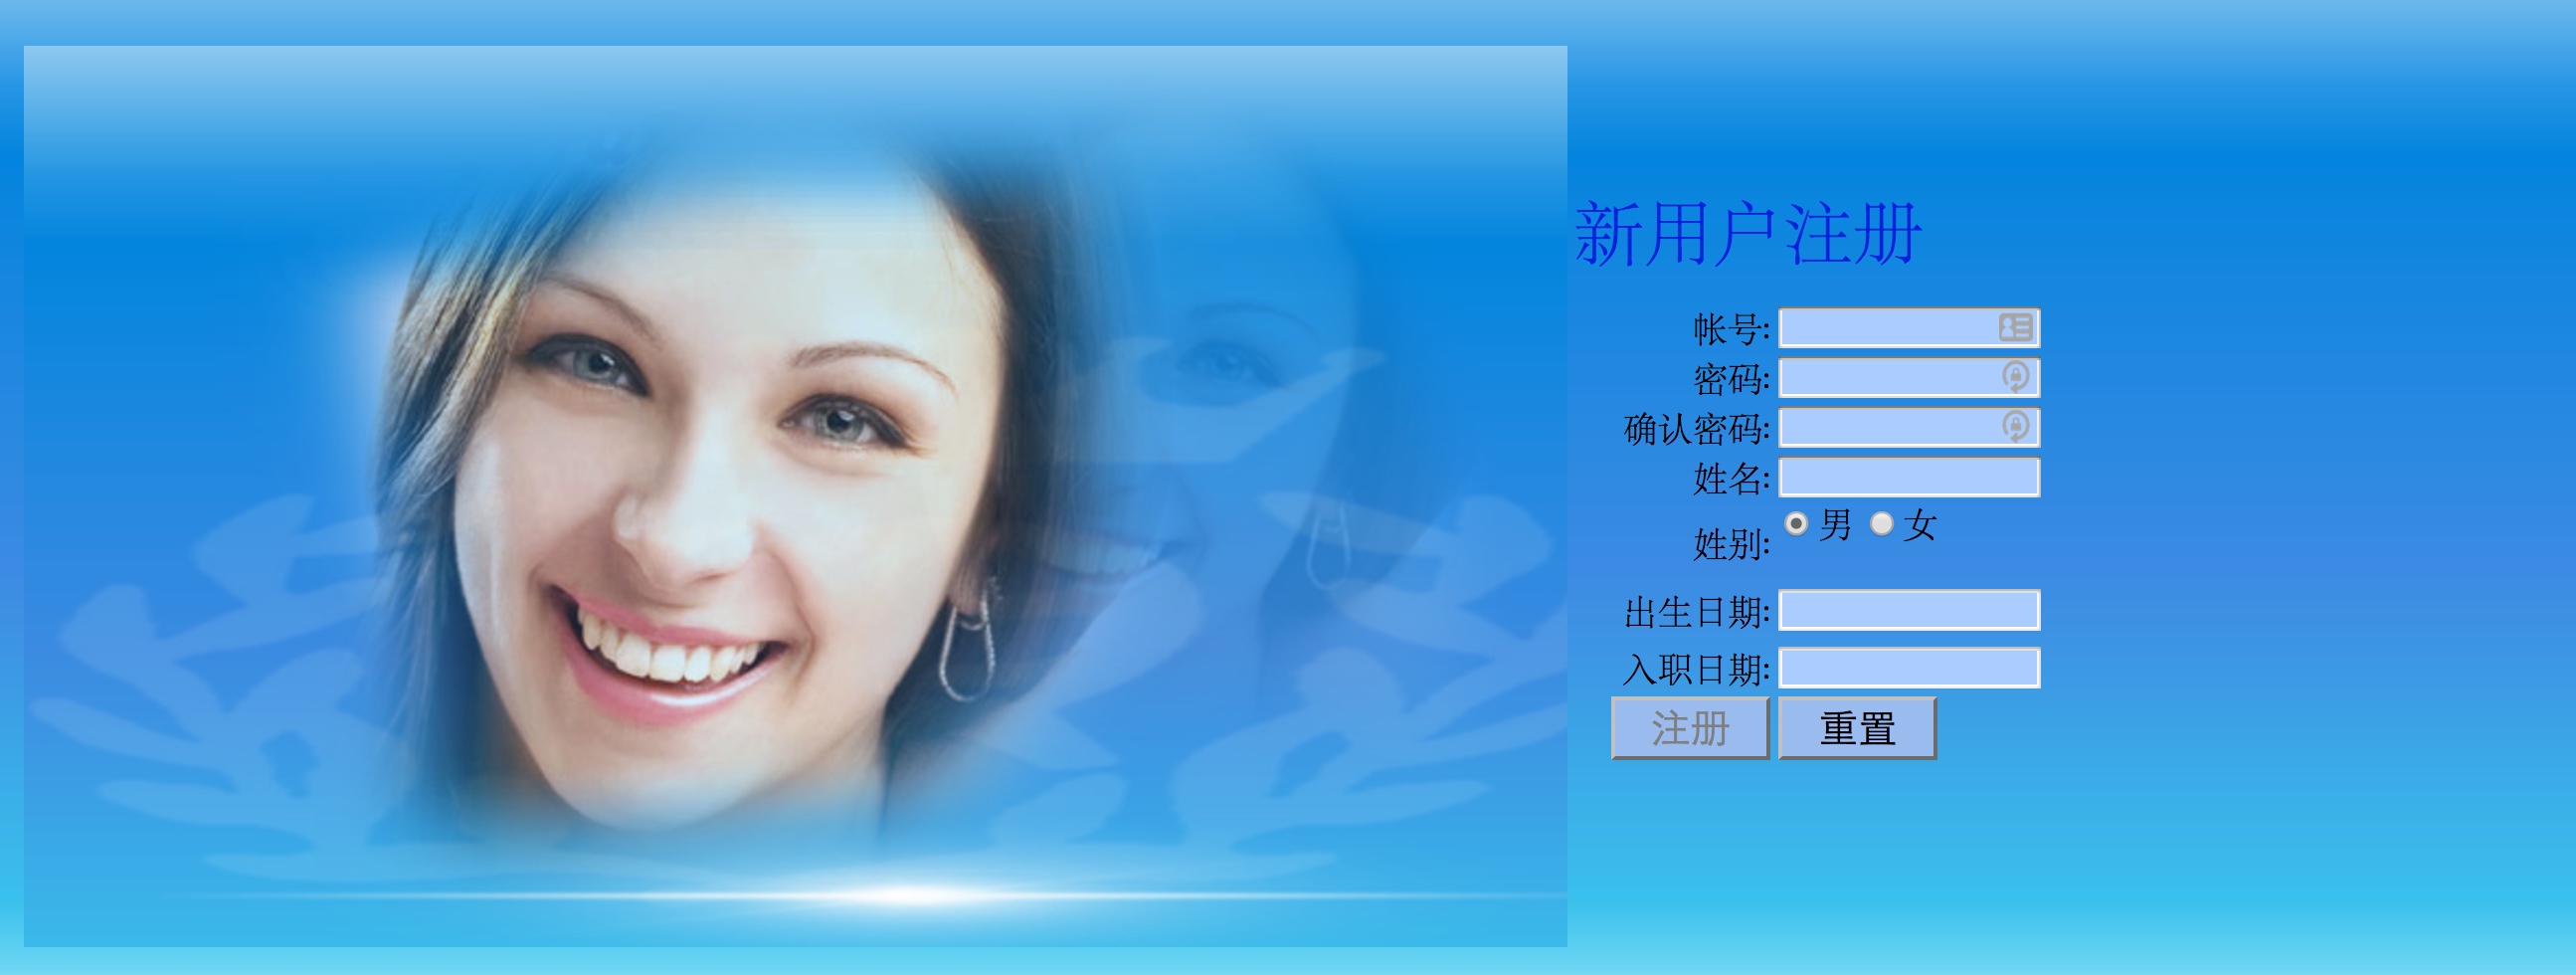 新用户注册
帐号:
密码:
确认密码:
姓名:
姓别: 男 女
出生日期:
入职日期:
注册 重置